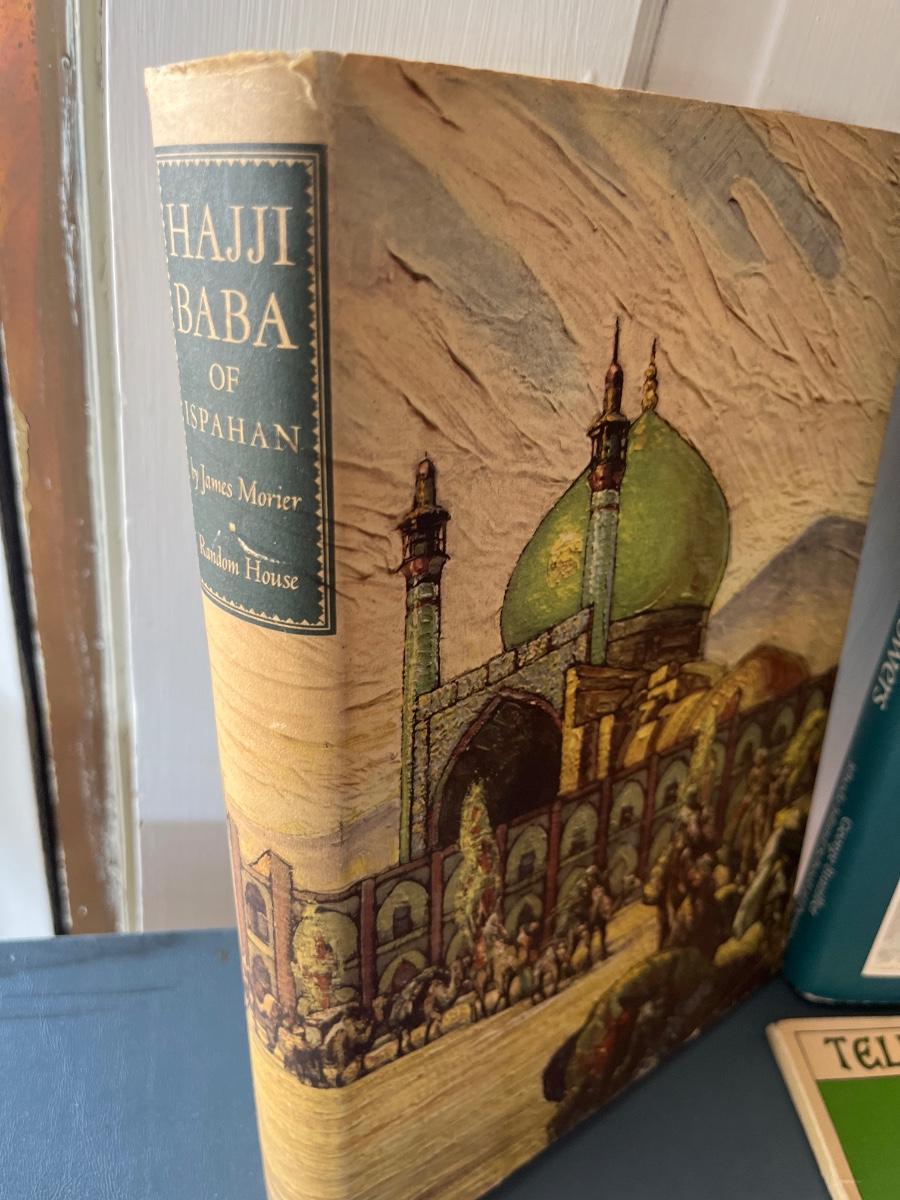 HAJJI
BABA
OF
ISPAHAN
by James Morier
Random House